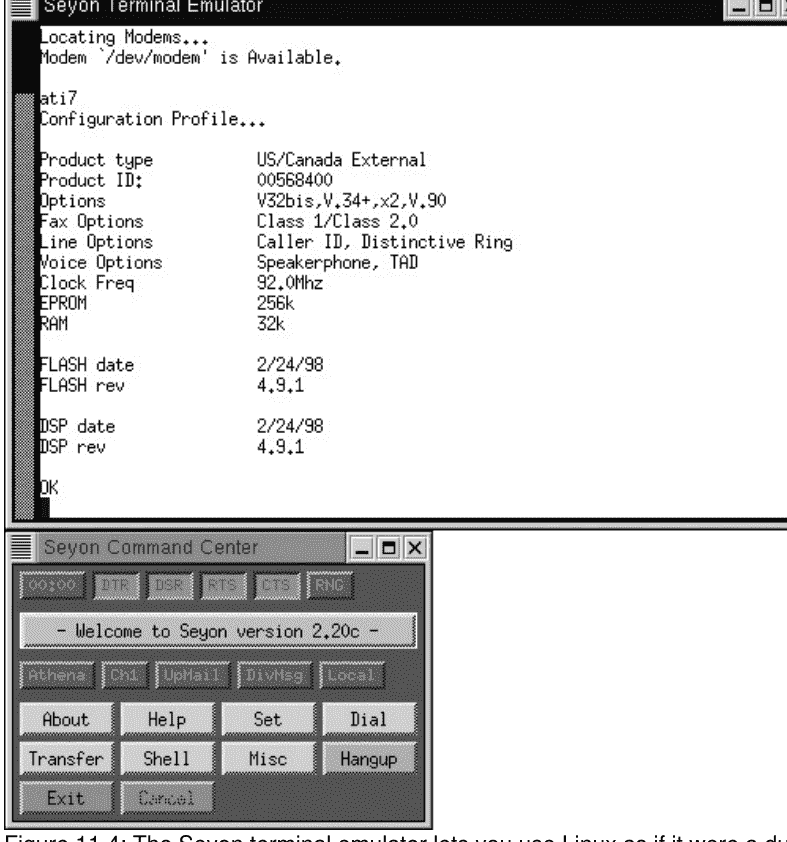 Seyon Terminal Emulator
Locating Modems...
Modem `/dev/modem' is Available.
ati7
Configuration Profile...
Product type US/Canada External
Product ID: 00568400
Options V32bis,V.34+,x2,V.90
Fax Options Class 1/Class 2.0
Line Options Caller ID, Distinctive Ring
Voice Options Speakerphone, TAD
Clock Freq 92.0Mhz
EPROM 256k
RAM 32k
FLASH date 2/24/98
FLASH rev 4.9.1
DSP date 2/24/98
DSP rev 4.9.1
OK
Seyon Command Center
00:00 DTR DSR RTS CTS RNG
- Welcome to Seyon version 2.20c -
Athena Ch1 UpMail DivMsg Local
About Help Set Dial
Transfer Shell Misc Hangup
Exit Cancel
Figure 11-4: The Seyon terminal emulator lets you use Linux as if it were a du